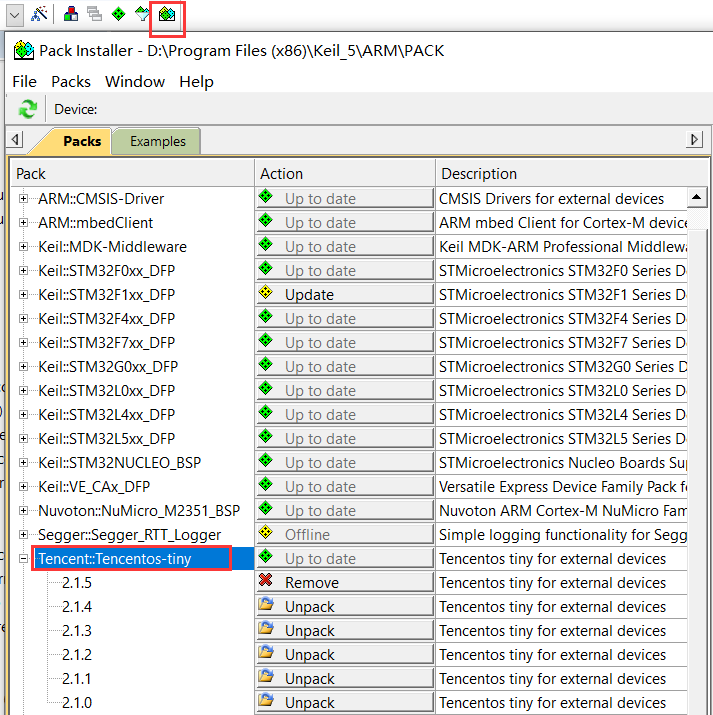 Pack Installer - D:\Program Files (x86)\Keil_5\ARM\PACK
File Packs Window Help
Device:
Packs Examples
Pack Action Description
ARM::CMSIS-Driver Up to date CMSIS Drivers for external devices
ARM::mbedClient Up to date ARM mbed Client for Cortex-M device
Keil::MDK-Middleware Up to date Keil MDK-ARM Professional Middlewa
Keil::STM32F0xx_DFP Up to date STMicroelectronics STM32F0 Series D
Keil::STM32F1xx_DFP Update STMicroelectronics STM32F1 Series D
Keil::STM32F4xx_DFP Up to date STMicroelectronics STM32F4 Series D
Keil::STM32F7xx_DFP Up to date STMicroelectronics STM32F7 Series D
Keil::STM32G0xx_DFP Up to date STMicroelectronics STM32G0 Series D
Keil::STM32L0xx_DFP Up to date STMicroelectronics STM32L0 Series D
Keil::STM32L4xx_DFP Up to date STMicroelectronics STM32L4 Series D
Keil::STM32L5xx_DFP Up to date STMicroelectronics STM32L5 Series D
Keil::STM32NUCLEO_BSP Up to date STMicroelectronics Nucleo Boards Sup
Keil::VE_CAx_DFP Up to date Versatile Express Device Family Pack f
Nuvoton::NuMicro_M2351_BSP Up to date Nuvoton ARM Cortex-M NuMicro Fam
Segger::Segger_RTT_Logger Offline Simple logging functionality for Segg
Tencent::Tencentos-tiny Up to date Tencentos tiny for external devices
2.1.5 Remove Tencentos tiny for external devices
2.1.4 Unpack Tencentos tiny for external devices
2.1.3 Unpack Tencentos tiny for external devices
2.1.2 Unpack Tencentos tiny for external devices
2.1.1 Unpack Tencentos tiny for external devices
2.1.0 Unpack Tencentos tiny for external devices